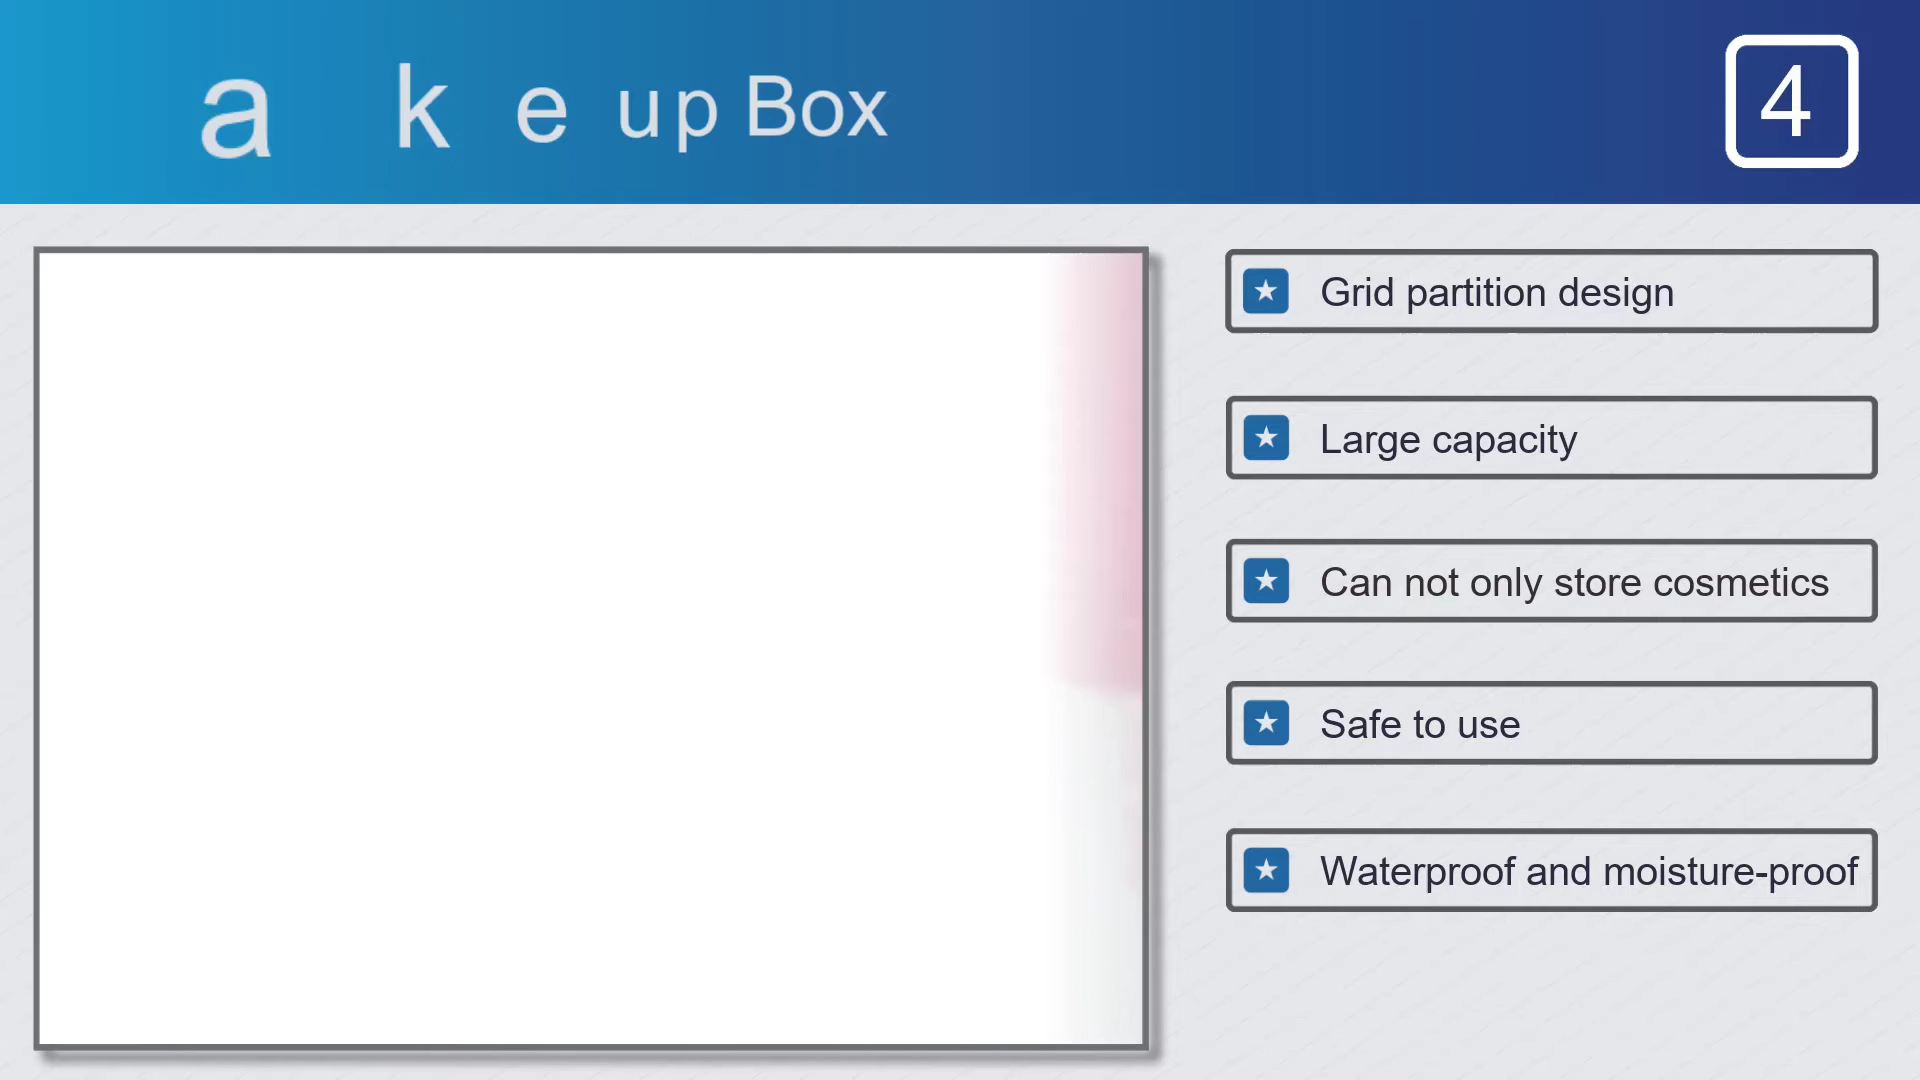 akeup Box
4
Grid partition design
Large capacity
Can not only store cosmetics
Safe to use
Waterproof and moisture-proof